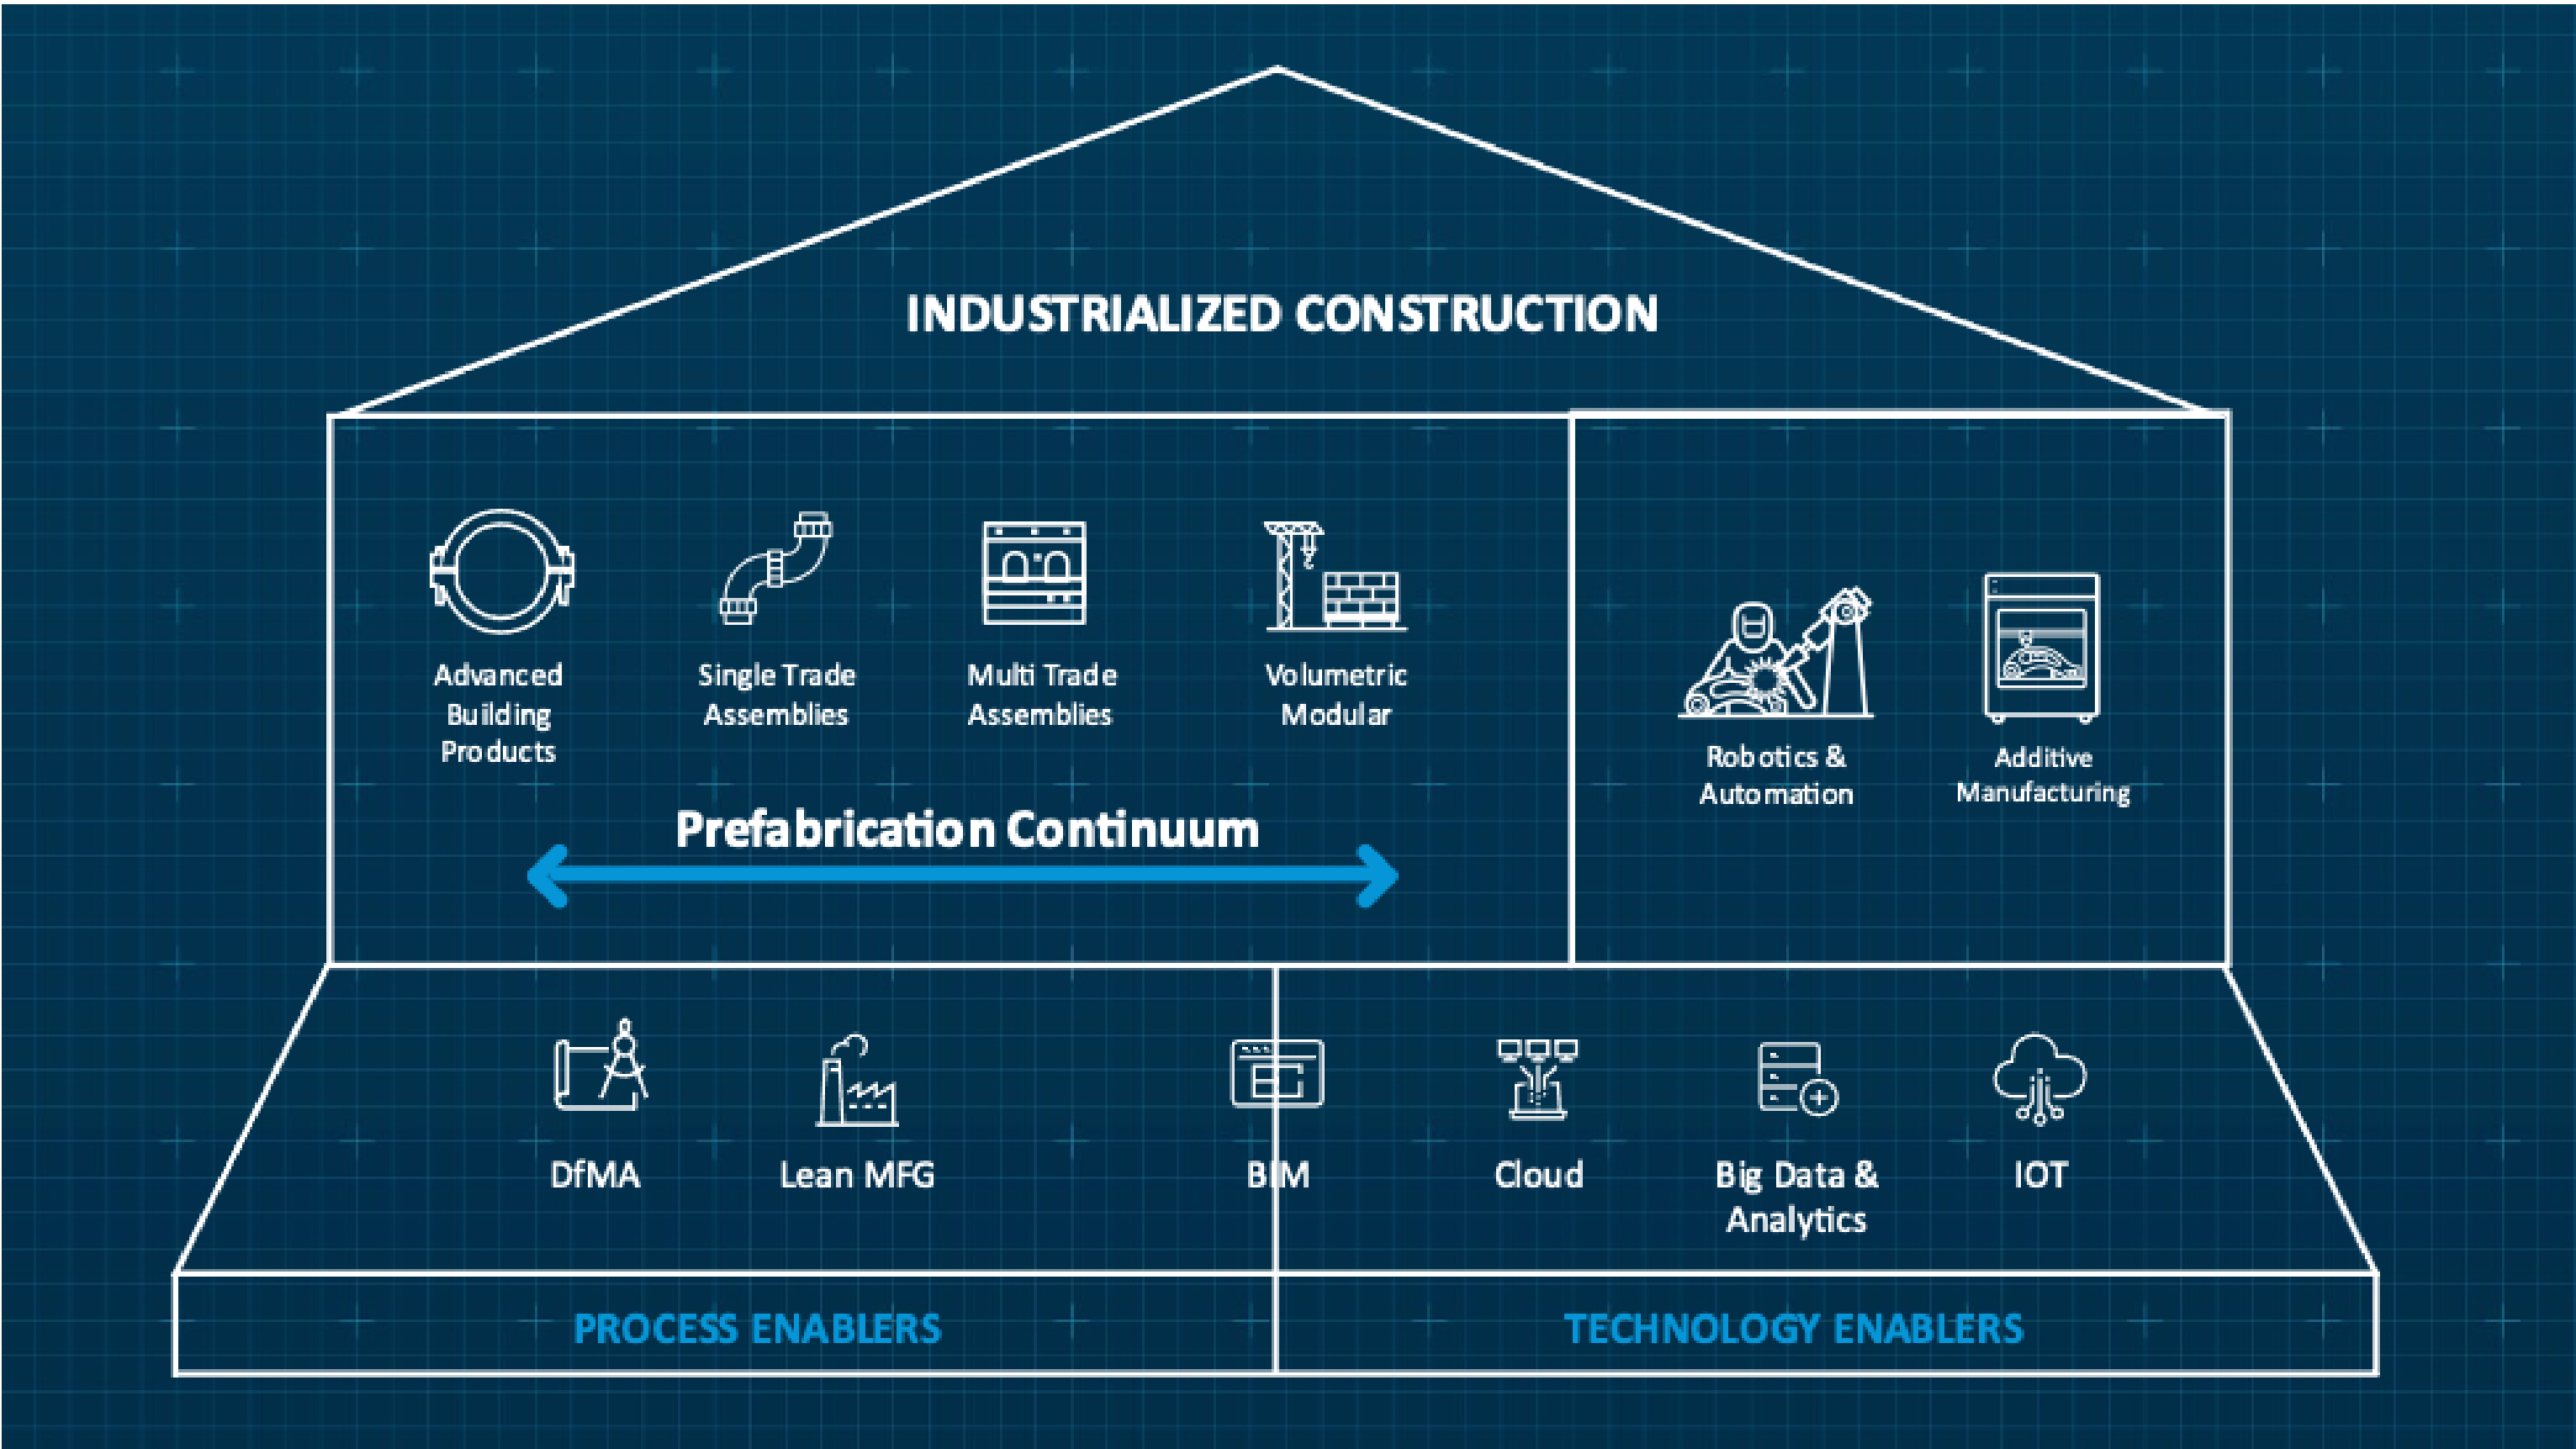 INDUSTRIALIZED CONSTRUCTION
Advanced
Building
Products
Single Trade
Assemblies
Multi Trade
Assemblies
Volumetric
Modular
Prefabrication Continuum
Robotics &
Automation
Additive
Manufacturing
DfMA
Lean MFG
BIM
Cloud
Big Data &
Analytics
IOT
PROCESS ENABLERS
TECHNOLOGY ENABLERS